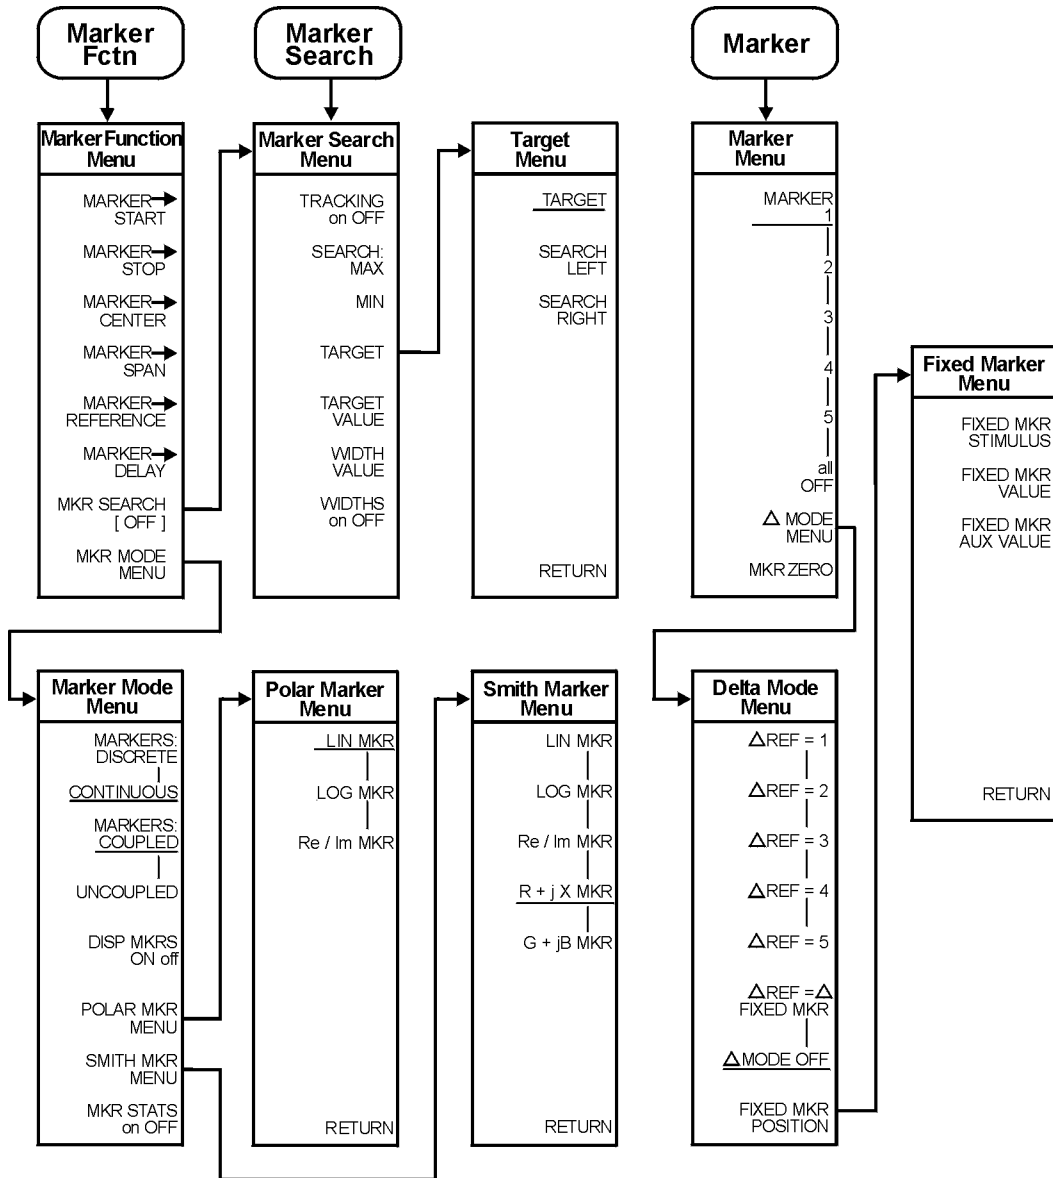 Marker
Fctn
Marker
Search
Marker
Marker Function
Menu
MARKER→
START
MARKER→
STOP
MARKER→
CENTER
MARKER→
SPAN
MARKER→
REFERENCE
MARKER→
DELAY
MKR SEARCH
[ OFF ]
MKR MODE
MENU
Marker Search
Menu
TRACKING
on OFF
SEARCH:
MAX
MIN
TARGET
TARGET
VALUE
WIDTH
VALUE
WIDTHS
on OFF
Target
Menu
TARGET
SEARCH
LEFT
SEARCH
RIGHT
RETURN
Marker
Menu
MARKER
1
2
3
4
5
all
OFF
△ MODE
MENU
MKR ZERO
Fixed Marker
Menu
FIXED MKR
STIMULUS
FIXED MKR
VALUE
FIXED MKR
AUX VALUE
RETURN
Marker Mode
Menu
MARKERS:
DISCRETE
CONTINUOUS
MARKERS:
COUPLED
UNCOUPLED
DISP MKRS
ON off
POLAR MKR
MENU
SMITH MKR
MENU
MKR STATS
on OFF
Polar Marker
Menu
LIN MKR
LOG MKR
Re / Im MKR
RETURN
Smith Marker
Menu
LIN MKR
LOG MKR
Re / Im MKR
R + j X MKR
G + jB MKR
RETURN
Delta Mode
Menu
△REF = 1
△REF = 2
△REF = 3
△REF = 4
△REF = 5
△REF = △
FIXED MKR
△MODE OFF
FIXED MKR
POSITION